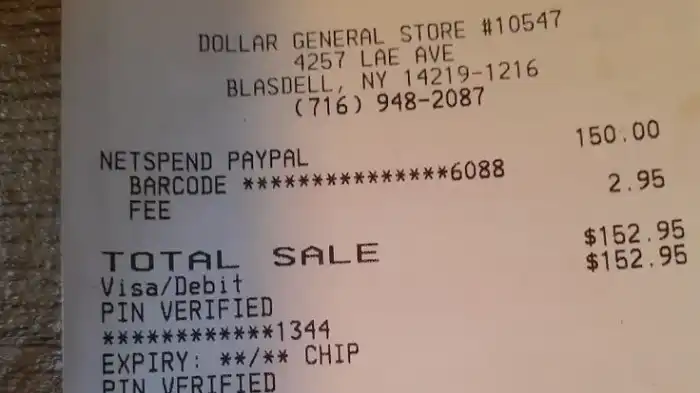 DOLLAR GENERAL STORE #10547
4257 LAE AVE
BLASDELL, NY 14219-1216
(716) 948-2087
NETSPEND PAYPAL 150.00
BARCODE ***************6088
FEE 2.95
TOTAL SALE $152.95
Visa/Debit $152.95
PIN VERIFIED
************1344
EXPIRY: **/** CHIP
PIN VERIFIED